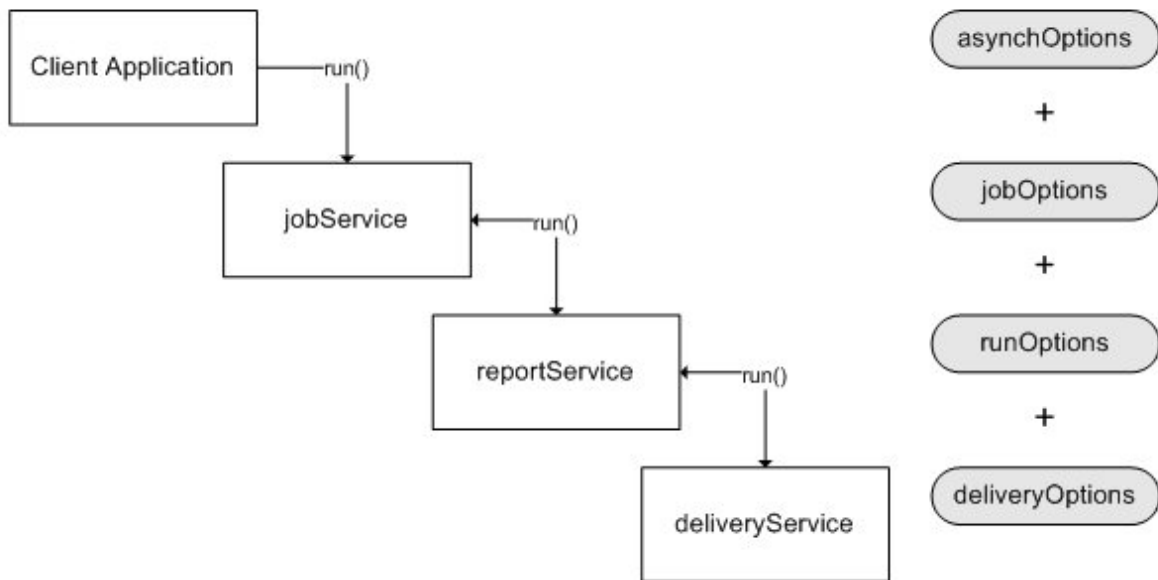 asynchOptions
Client Application
run()
+
jobOptions
jobService
run()
+
runOptions
reportService
run()
+
deliveryOptions
deliveryService